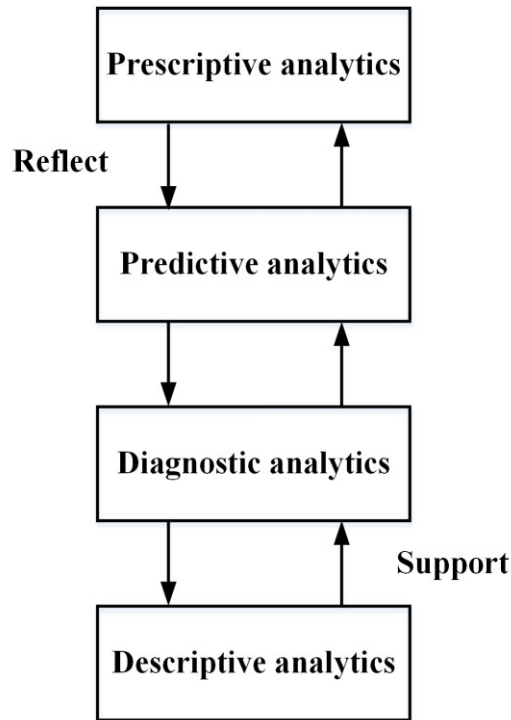 Prescriptive analytics
Reflect
Predictive analytics
Diagnostic analytics
Support
Descriptive analytics